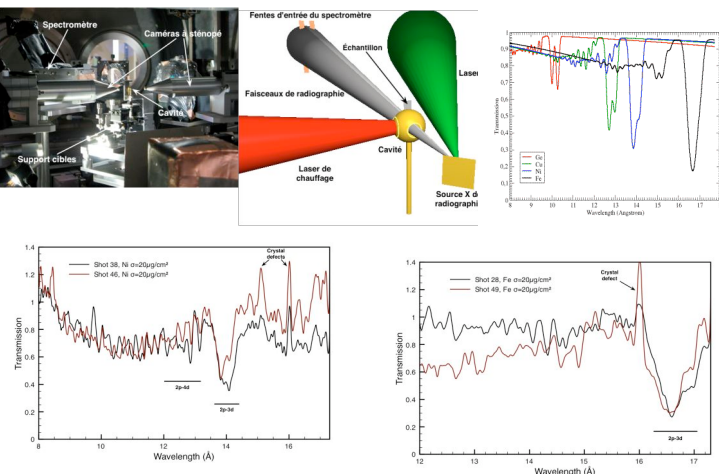 Spectromètre
Caméras à sténopé
Cavité
Support cibles
Fentes d'entrée du spectromètre
Échantillon
Laser
Faisceaux de radiographie
Cavité
Laser de
chauffage
Source X de
radiographi
1
0,9
0,8
0,7
0,6
0,5
0,4
0,3
0,2
0,1
0
Transmission
Ge
Cu
Ni
Fe
8 9 10 11 12 13 14 15 16 17
Wavelength (Angstrom)
1.4
1.2
1
0.8
0.6
0.4
0.2
0
Transmission
Shot 38, Ni σ=20µg/cm²
Shot 46, Ni σ=20µg/cm²
Crystal
defects
2p-4d
2p-3d
8 10 12 14 16
Wavelength (Å)
1.4
1.2
1
0.8
0.6
0.4
0.2
0
Transmission
Shot 28, Fe σ=20µg/cm²
Shot 49, Fe σ=20µg/cm²
Crystal
defect
2p-3d
12 13 14 15 16 17
Wavelength (Å)